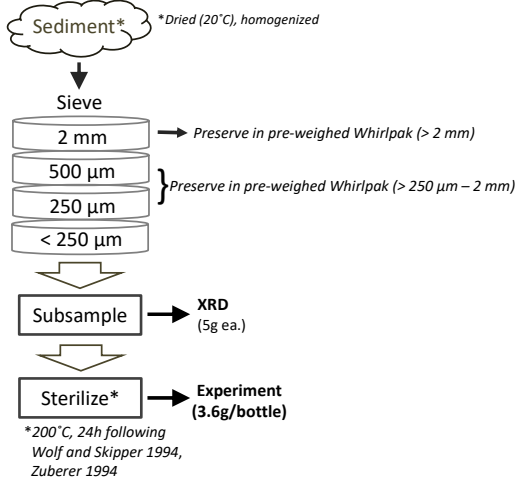 Sediment*
*Dried (20˚C), homogenized
Sieve
2 mm
Preserve in pre-weighed Whirlpak (> 2 mm)
500 μm
Preserve in pre-weighed Whirlpak (> 250 μm – 2 mm)
250 μm
< 250 μm
Subsample
XRD
(5g ea.)
Sterilize*
Experiment
(3.6g/bottle)
*200˚C, 24h following
Wolf and Skipper 1994,
Zuberer 1994